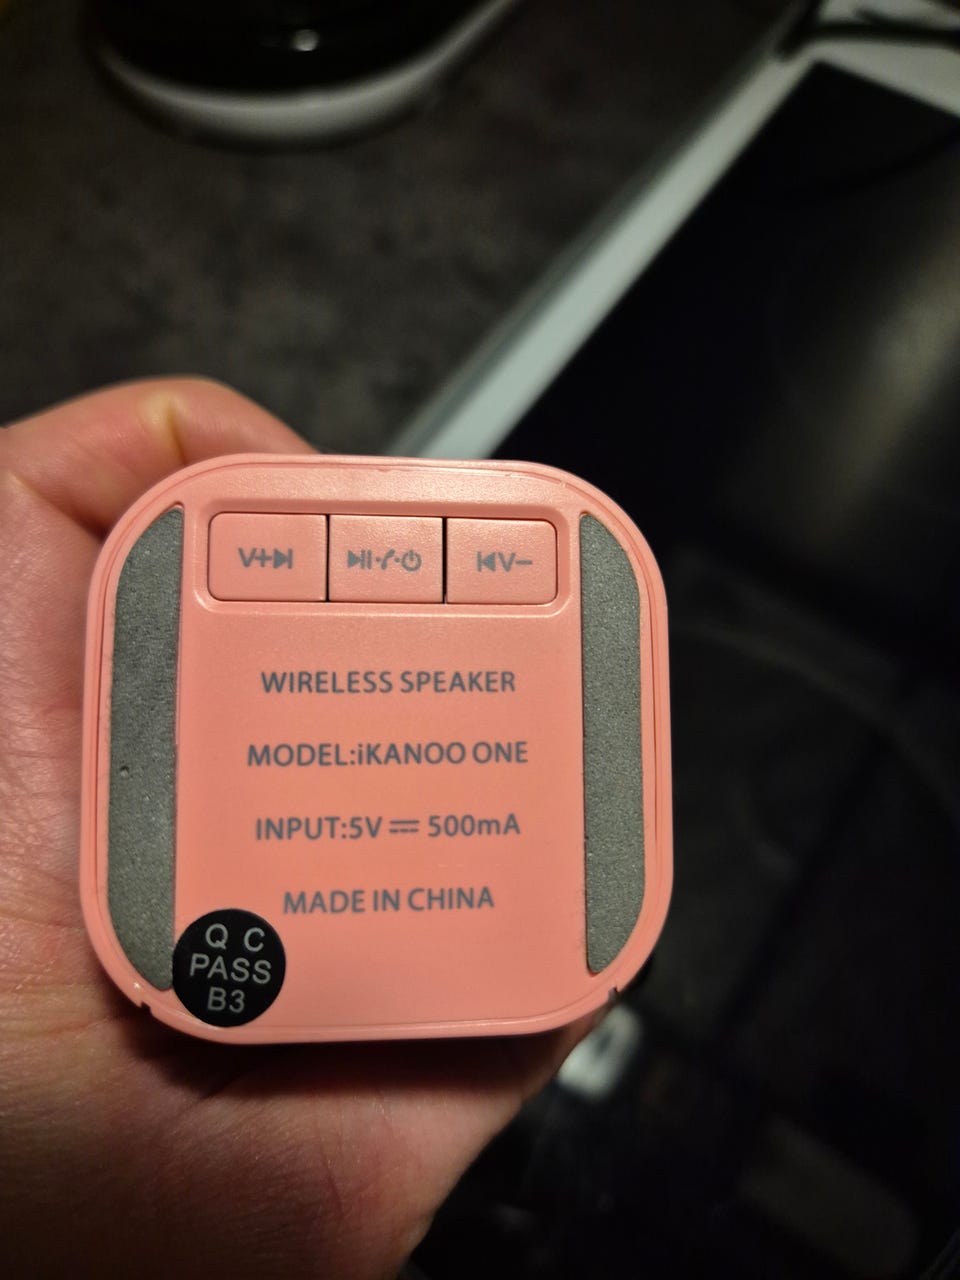 V+⏭ ⏯·📞·⏻ ⏮V−
WIRELESS SPEAKER
MODEL:iKANOO ONE
INPUT:5V ⎓ 500mA
MADE IN CHINA
Q C
PASS
B3